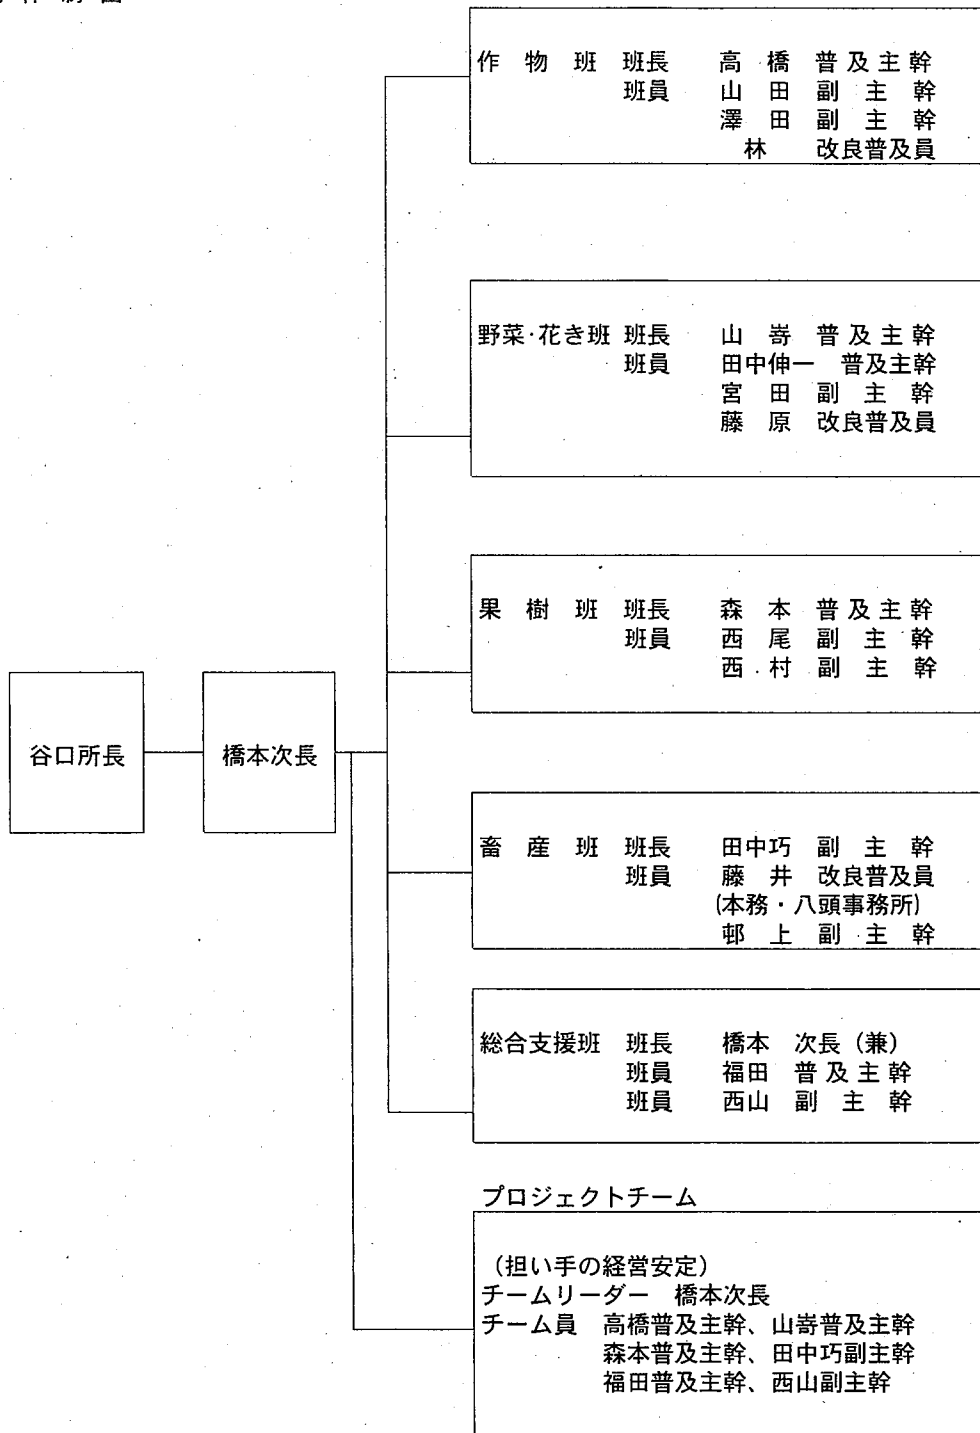 作物班 班長 高橋 普及主幹
班員 山田 副主幹
澤田 副主幹
林 改良普及員
野菜・花き班 班長 山嵜 普及主幹
班員 田中伸一 普及主幹
宮田 副主幹
藤原 改良普及員
果樹班 班長 森本 普及主幹
班員 西尾 副主幹
西村 副主幹
谷口所長
橋本次長
畜産班 班長 田中巧 副主幹
班員 藤井 改良普及員
(本務・八頭事務所)
邨上 副主幹
総合支援班 班長 橋本 次長（兼）
班員 福田 普及主幹
班員 西山 副主幹
プロジェクトチーム
（担い手の経営安定）
チームリーダー 橋本次長
チーム員 高橋普及主幹、山嵜普及主幹
森本普及主幹、田中巧副主幹
福田普及主幹、西山副主幹